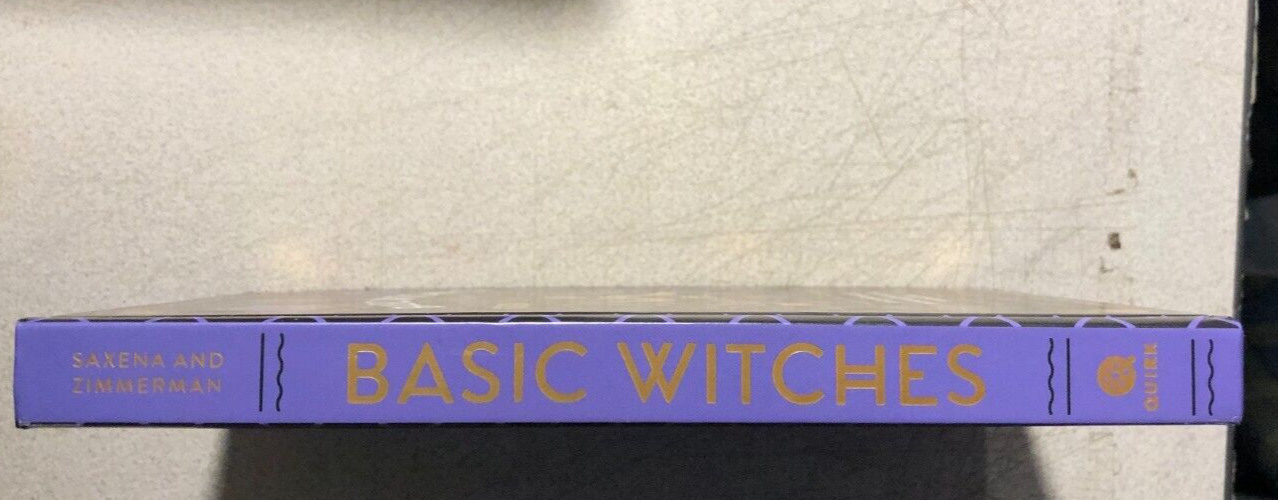 SAXENA AND
ZIMMERMAN
BASIC WITCHES
QUIRK